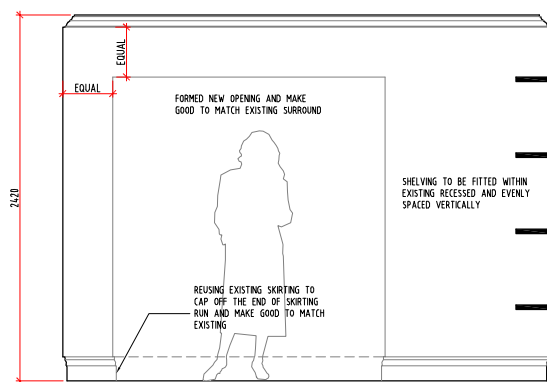 EQUAL
EQUAL
FORMED NEW OPENING AND MAKE
GOOD TO MATCH EXISTING SURROUND
2420
SHELVING TO BE FITTED WITHIN
EXISTING RECESSED AND EVENLY
SPACED VERTICALLY
REUSING EXISTING SKIRTING TO
CAP OFF THE END OF SKIRTING
RUN AND MAKE GOOD TO MATCH
EXISTING